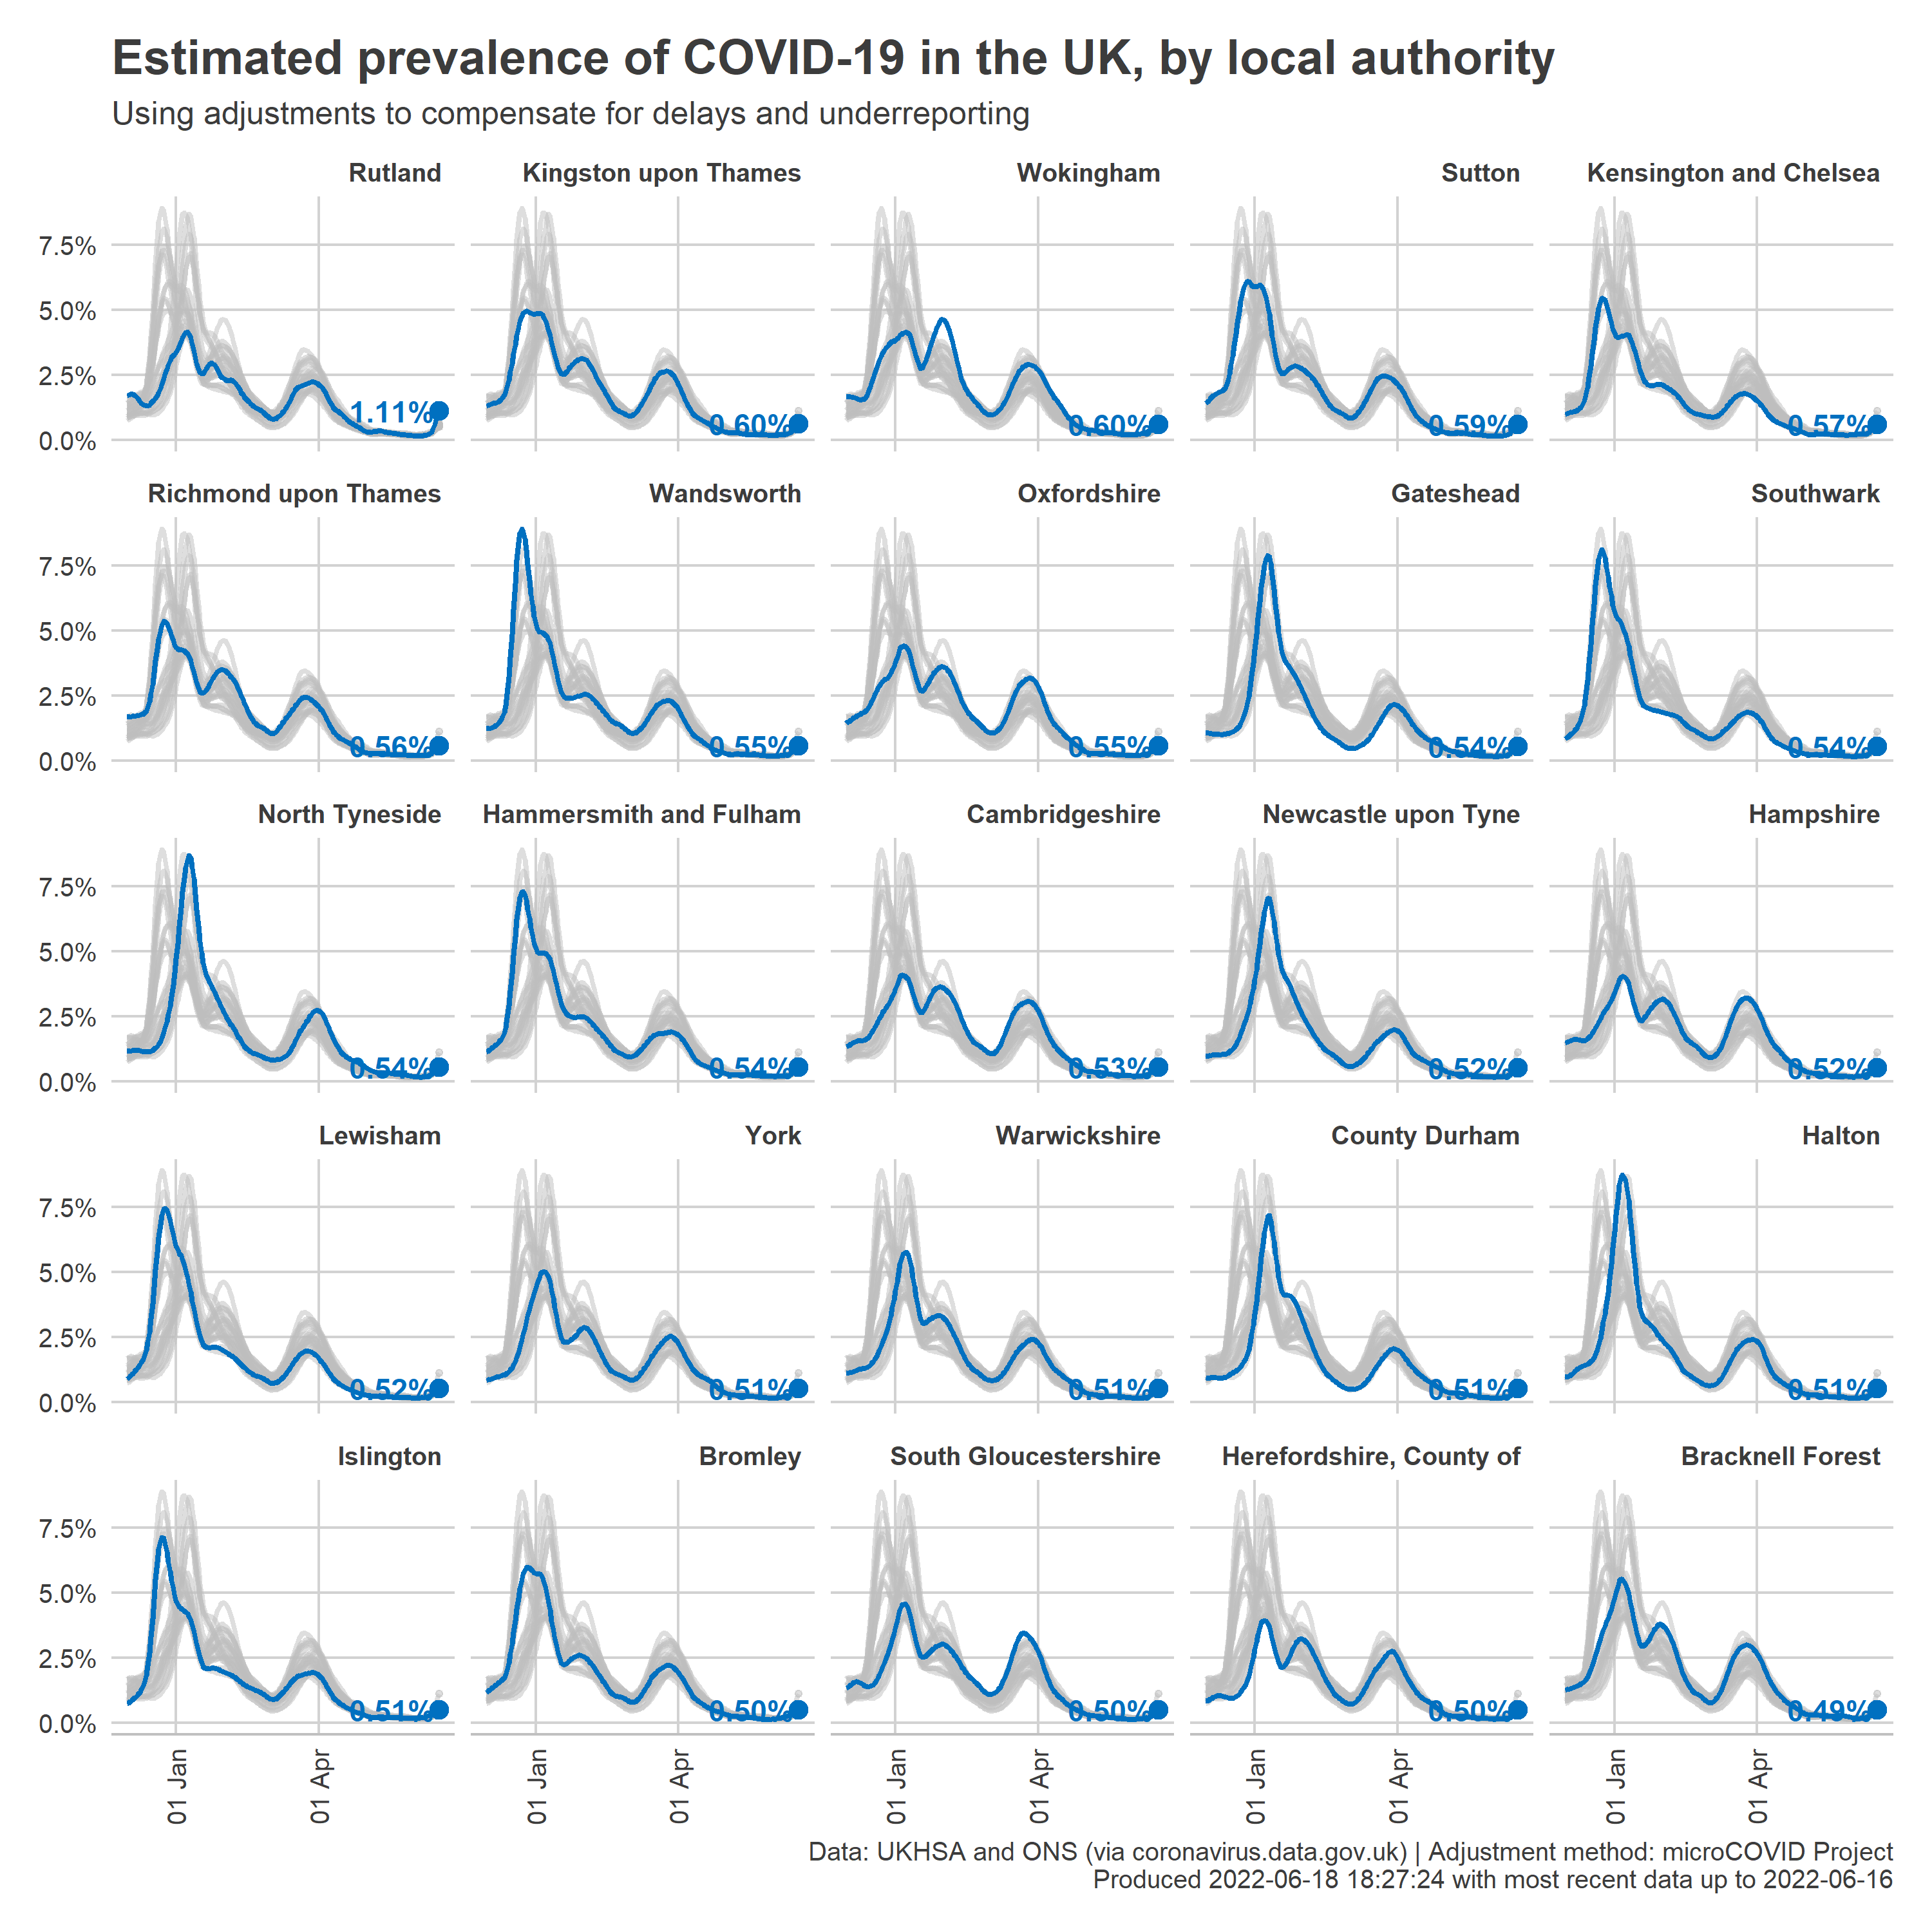 Estimated prevalence of COVID-19 in the UK, by local authority
Using adjustments to compensate for delays and underreporting
Rutland Kingston upon Thames Wokingham Sutton Kensington and Chelsea
7.5%
5.0%
2.5%
1.11% 0.60% 0.60% 0.59% 0.57%
0.0%
Richmond upon Thames Wandsworth Oxfordshire Gateshead Southwark
7.5%
5.0%
2.5%
0.56% 0.55% 0.55% 0.54% 0.54%
0.0%
North Tyneside Hammersmith and Fulham Cambridgeshire Newcastle upon Tyne Hampshire
7.5%
5.0%
2.5%
0.54% 0.54% 0.53% 0.52% 0.52%
0.0%
Lewisham York Warwickshire County Durham Halton
7.5%
5.0%
2.5%
0.52% 0.51% 0.51% 0.51% 0.51%
0.0%
Islington Bromley South Gloucestershire Herefordshire, County of Bracknell Forest
7.5%
5.0%
2.5%
0.51% 0.50% 0.50% 0.50% 0.49%
0.0%
01 Jan 01 Apr 01 Jan 01 Apr 01 Jan 01 Apr 01 Jan 01 Apr 01 Jan 01 Apr
Data: UKHSA and ONS (via coronavirus.data.gov.uk) | Adjustment method: microCOVID Project
Produced 2022-06-18 18:27:24 with most recent data up to 2022-06-16